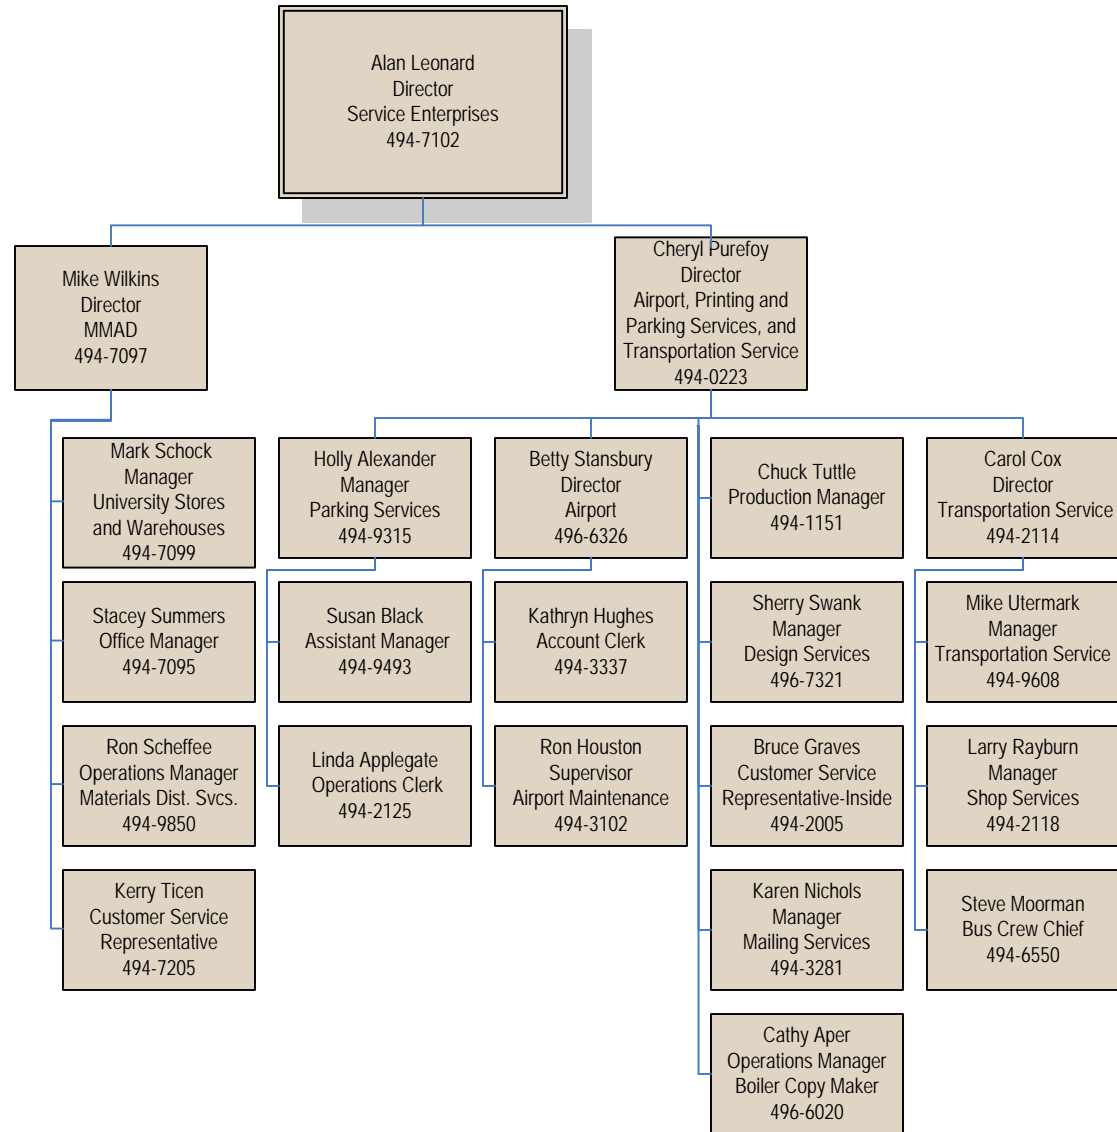 Alan Leonard
Director
Service Enterprises
494-7102
Mike Wilkins
Director
MMAD
494-7097
Cheryl Purefoy
Director
Airport, Printing and
Parking Services, and
Transportation Service
494-0223
Mark Schock
Manager
University Stores
and Warehouses
494-7099
Holly Alexander
Manager
Parking Services
494-9315
Betty Stansbury
Director
Airport
496-6326
Chuck Tuttle
Production Manager
494-1151
Carol Cox
Director
Transportation Service
494-2114
Stacey Summers
Office Manager
494-7095
Susan Black
Assistant Manager
494-9493
Kathryn Hughes
Account Clerk
494-3337
Sherry Swank
Manager
Design Services
496-7321
Mike Utermark
Manager
Transportation Service
494-9608
Ron Scheffee
Operations Manager
Materials Dist. Svcs.
494-9850
Linda Applegate
Operations Clerk
494-2125
Ron Houston
Supervisor
Airport Maintenance
494-3102
Bruce Graves
Customer Service
Representative-Inside
494-2005
Larry Rayburn
Manager
Shop Services
494-2118
Kerry Ticen
Customer Service
Representative
494-7205
Karen Nichols
Manager
Mailing Services
494-3281
Steve Moorman
Bus Crew Chief
494-6550
Cathy Aper
Operations Manager
Boiler Copy Maker
496-6020